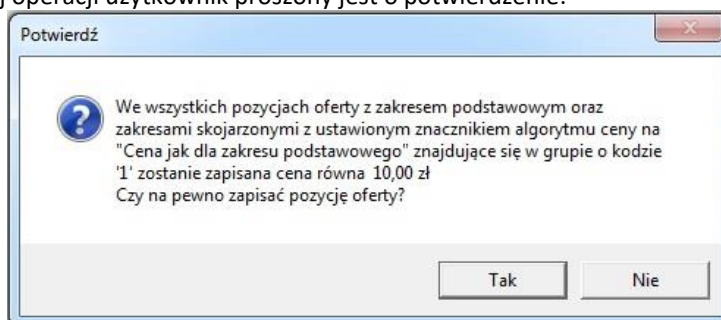 j operacji użytkownik proszony jest o potwierdzenie.
Potwierdź
We wszystkich pozycjach oferty z zakresem podstawowym oraz
zakresami skojarzonymi z ustawionym znacznikiem algorytmu ceny na
"Cena jak dla zakresu podstawowego" znajdujące się w grupie o kodzie
'1' zostanie zapisana cena równa 10,00 zł
Czy na pewno zapisać pozycję oferty?
Tak
Nie